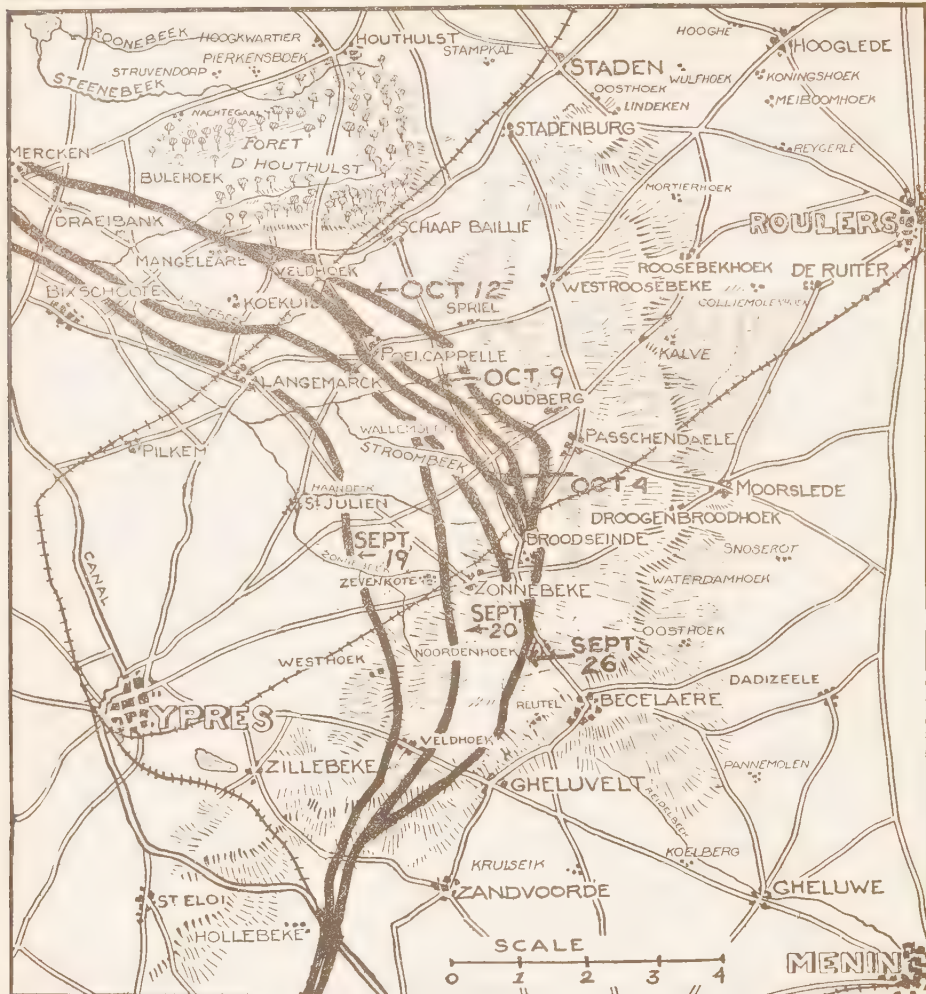 ROONEBEEK
HOOGKWARTIER
HOUTHULST
STAMPKAL
HOOGHE
HOOGLEDE
PIERKENSBOEK
STRUVENDORP
STEENEBEEK
STADEN
WULFHOEK
KONINGSHOEK
OOSTHOEK
LINDEKEN
MEIBOOMHOEK
NACHTEGAAL
STADENBURG
FORET
D'HOUTHULST
REYGERLE
MERCKEN
BULEHOEK
MORTIERHOEK
DRAEIBANK
SCHAAP BAILLIE
ROULERS
MANGELEARE
VELDHOEK
ROOSEBEKHOEK
DE RUITER
WESTROOSEBEKE
BIXSCHOOTE
OCT 12
KOEKUIL
SPRIEL
KALVE
POELCAPPELLE
LANGEMARCK
OCT 9
GOUDBERG
WALLEMOLEN
PASSCHENDAELE
PILKEM
STROOMBEEK
OCT 4
MOORSLEDE
HAANBEEK
ST JULIEN
DROOGENBROODHOEK
BROODSEINDE
SEPT
19
SNOSEROT
ZEVENKOTE
ZONNEBEKE
WATERDAMHOEK
CANAL
SEPT.
20
OOSTHOEK
NOORDENHOEK
SEPT
26
WESTHOEK
DADIZEELE
REUTEL
BECELAERE
YPRES
VELDHOEK
ZILLEBEKE
PANNEMOLEN
GHELUVELT
REIDELBEEK
KOELBERG
KRUISEIK
ZANDVOORDE
GHELUWE
ST ELOI
HOLLEBEKE
SCALE
0 1 2 3 4
MENIN